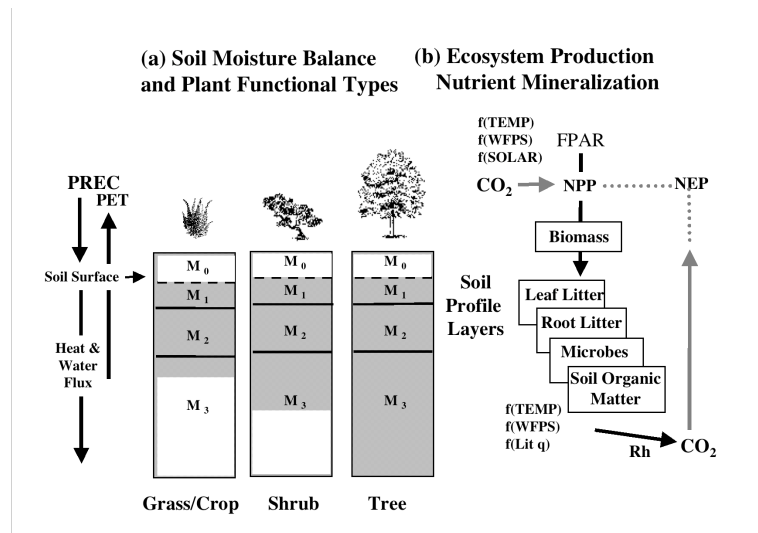 (a) Soil Moisture Balance
and Plant Functional Types
(b) Ecosystem Production
Nutrient Mineralization
PREC
PET
Soil Surface
Heat &
Water
Flux
M 0
M 1
M 2
M 3
Grass/Crop
M 0
M 1
M 2
M 3
Shrub
M 0
M 1
M 2
M 3
Tree
f(TEMP)
f(WFPS)
f(SOLAR)
FPAR
CO2
NPP
NEP
Biomass
Soil
Profile
Layers
Leaf Litter
Root Litter
Microbes
Soil Organic
Matter
f(TEMP)
f(WFPS)
f(Lit q)
Rh
CO2